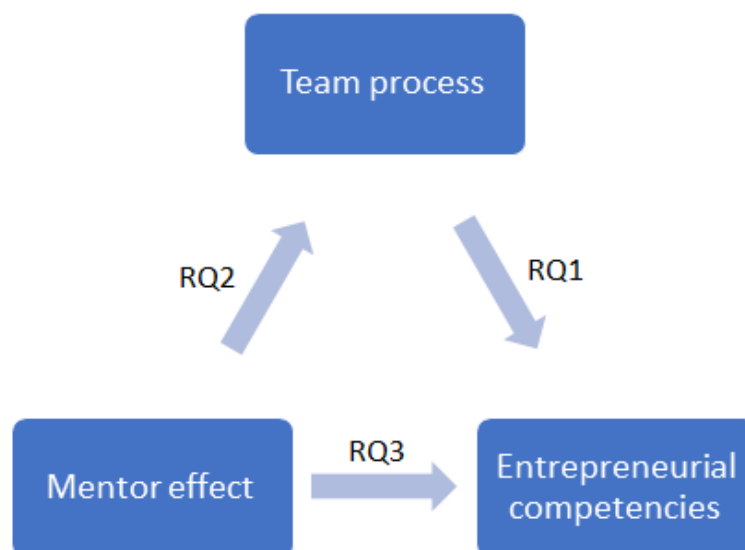 Team process
RQ2
RQ1
RQ3
Mentor effect
Entrepreneurial
competencies